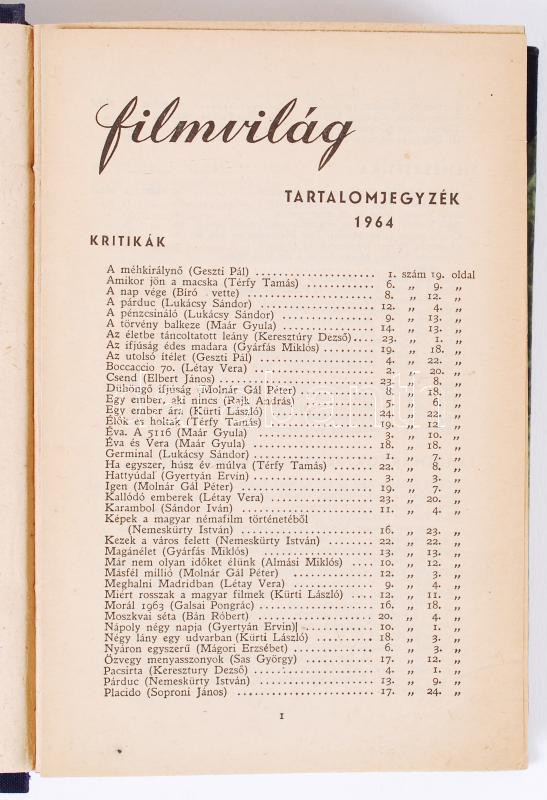 filmvilág
TARTALOMJEGYZÉK
1964
KRITIKÁK
A méhkirálynő (Geszti Pál) .......................... 1. szám 19. oldal
Amikor jön a macska (Térfy Tamás) .............. 6. „ 9. „
A nap vége (Bíró vette) .......................... 8. „ 12. „
A párduc (Lukácsy Sándor) ........................ 12. „ 4. „
A pénzcsináló (Lukácsy Sándor) .................. 9. „ 13. „
A törvény balkeze (Maár Gyula) .................. 14. „ 13. „
Az életbe táncoltatott leány (Keresztúry Dezső).... 23. „ 1. „
Az ifjúság édes madara (Gyárfás Miklós) .......... 19. „ 18. „
Az utolsó ítélet (Geszti Pál) ...................... 4. „ 22. „
Boccaccio 70. (Létay Vera) ........................ 2. „ 20. „
Csend (Elbert János) .............................. 23. „ 8. „
Düböngő ifjúság (Molnár Gál Péter) .............. 8. „ 18. „
Egy ember, aki nincs (Rajk András) .............. 5. „ 6. „
Egy ember ára (Kürti László) .................... 24. „ 22 „
Élők és holtak (Térfy Tamás) .................... 19. „ 12 „
Éva. A 5116 (Maár Gyula) ........................ 3. „ 10. „
Éva és Vera (Maár Gyula) ........................ 18. „ 18. „
Germinal (Lukácsy Sándor) ........................ 1. „ 7. „
Ha egyszer, húsz év múlva (Térfy Tamás) ........ 22. „ 8. „
Hattyúdal (Gyertyán Ervin) ........................ 3. „ 3. „
Igen (Molnár Gál Péter) .......................... 19. „ 7. „
Kallódó emberek (Létay Vera) .................... 23. „ 20. „
Karambol (Sándor Iván) .......................... 11. „ 4. „
Képek a magyar némafilm történetéből
(Nemeskürty István) .......................... 16. „ 23. „
Kezek a város felett (Nemeskürty István) .......... 22. „ 22. „
Magánélet (Gyárfás Miklós) ...................... 13. „ 13. „
Már nem olyan időket élünk (Almási Miklós) ...... 10. „ 12. „
Másfél millió (Molnár Gál Péter) .................. 12. „ 3. „
Meghalni Madridban (Létay Vera) ................ 9. „ 4. „
Miért rosszak a magyar filmek (Kürti László) ...... 12. „ 11. „
Morál 1963 (Galsai Pongrác) ...................... 16. „ 18. „
Moszkvai séta (Bán Róbert) ...................... 20. „ 4. „
Nápoly négy napja (Gyertyán Ervin) .............. 10. „ 1. „
Négy lány egy udvarban (Kürti László) .......... 18. „ 3. „
Nyáron egyszerű (Mágori Erzsébet) .............. 6. „ 3. „
Özvegy menyasszonyok (Sas György) .............. 17. „ 12. „
Pacsirta (Keresztury Dezső) ...................... 4. „ 1. „
Párduc (Nemeskürty István) ...................... 13. „ 9. „
Placido (Soproni János) .......................... 17. „ 24. „
1